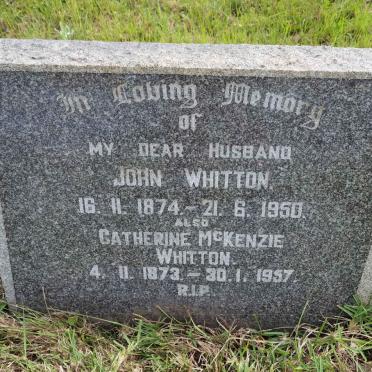 In Loving Memory
of
MY DEAR HUSBAND
JOHN WHITTON.
16. 11. 1874. - 21. 6. 1950.
ALSO
CATHERINE McKENZIE
WHITTON.
4. 11. 1873. - 30. 1. 1957.
R.I.P.